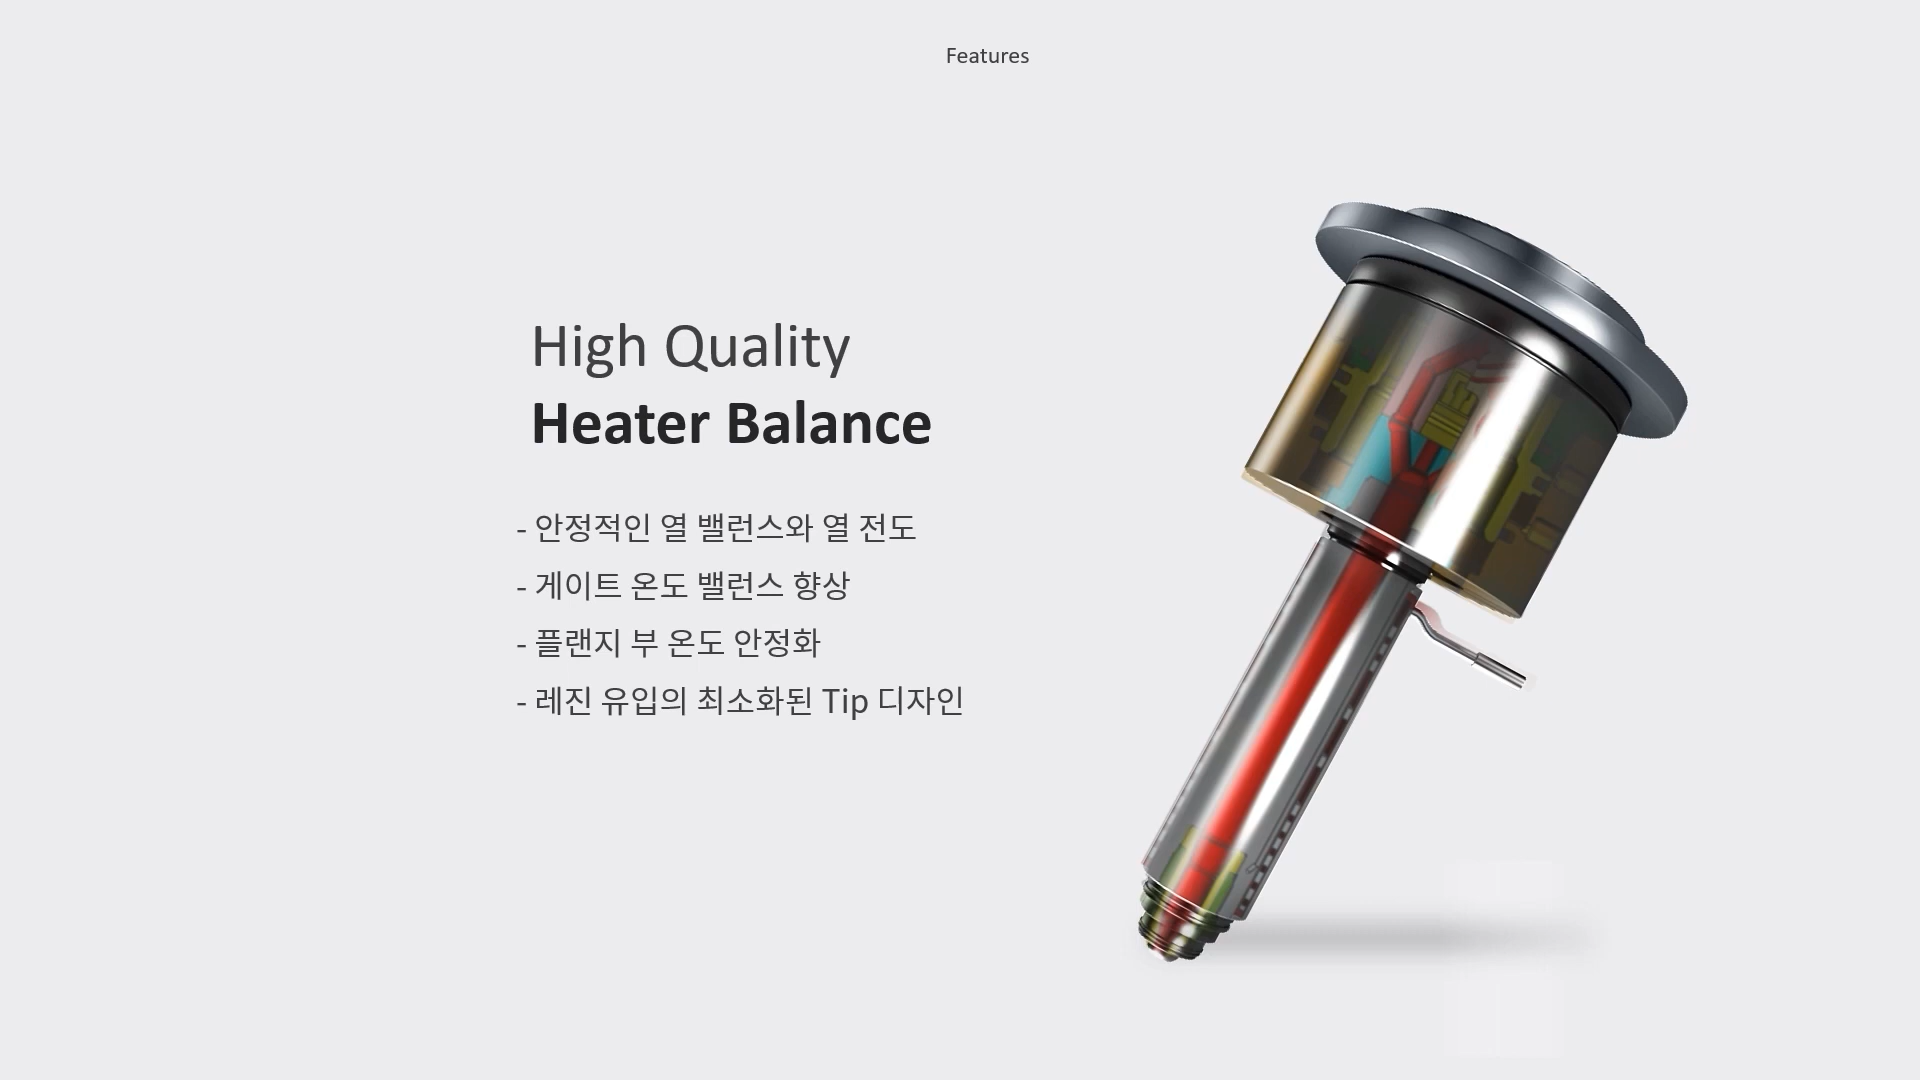 Features
High Quality
Heater Balance
- 안정적인 열 밸런스와 열 전도
- 게이트 온도 밸런스 향상
- 플랜지 부 온도 안정화
- 레진 유입의 최소화된 Tip 디자인